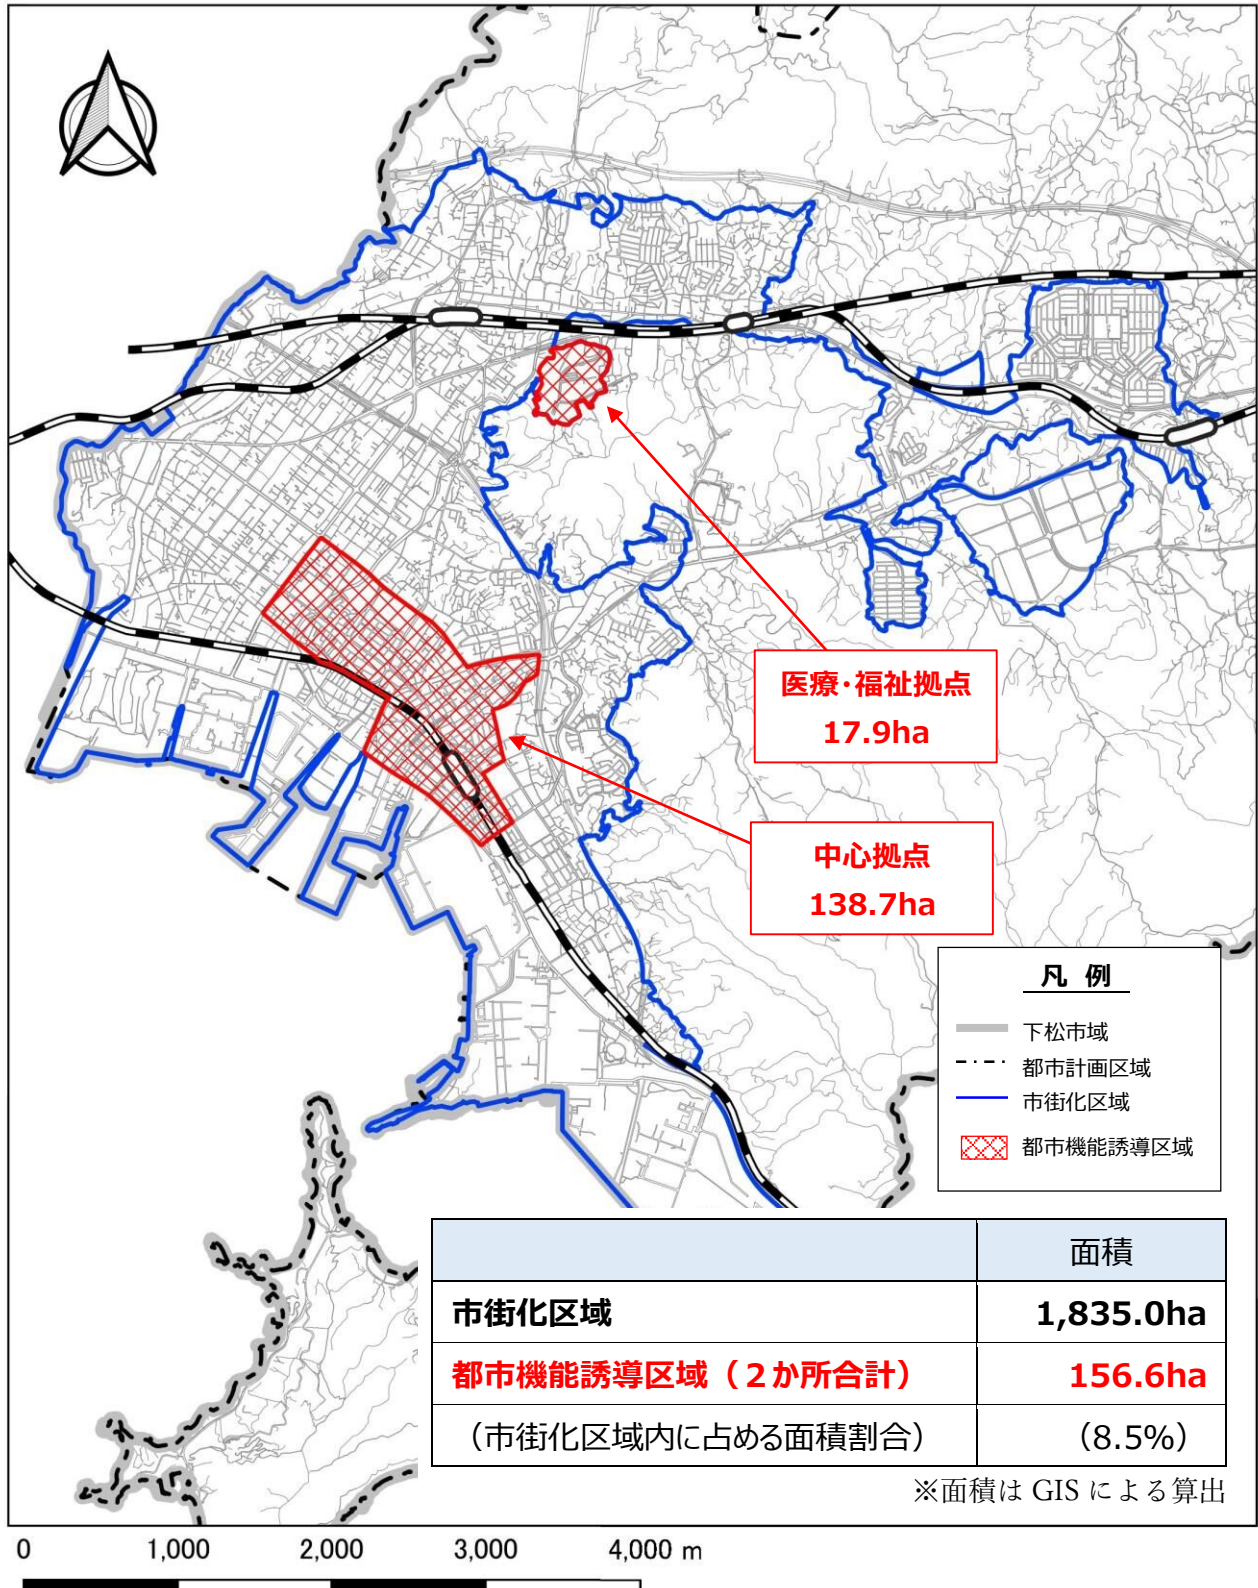 医療・福祉拠点
17.9ha
中心拠点
138.7ha
凡 例
下松市域
都市計画区域
市街化区域
都市機能誘導区域
面積
市街化区域 1,835.0ha
都市機能誘導区域（２か所合計） 156.6ha
（市街化区域内に占める面積割合） （8.5%）
※面積は GIS による算出
0 1,000 2,000 3,000 4,000 m